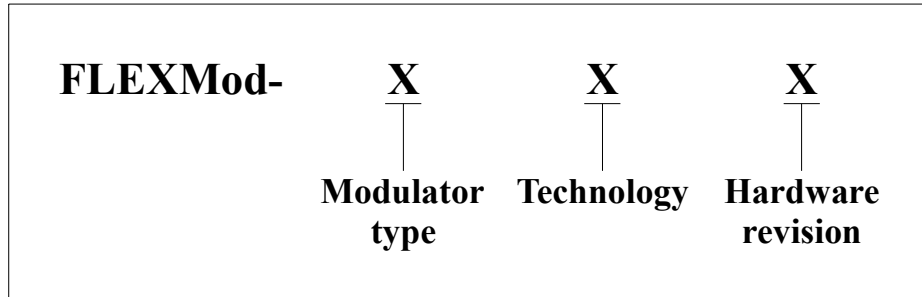 FLEXMod- X X X
Modulator type
Technology
Hardware revision